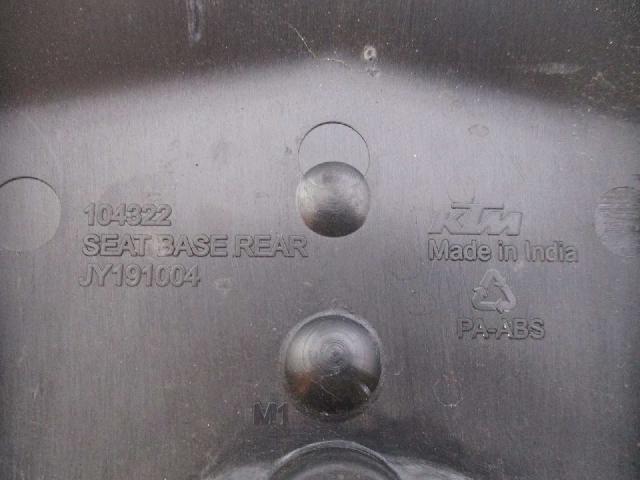 104322
SEAT BASE REAR
JY191004
KTM
Made in India
PA-ABS
M1